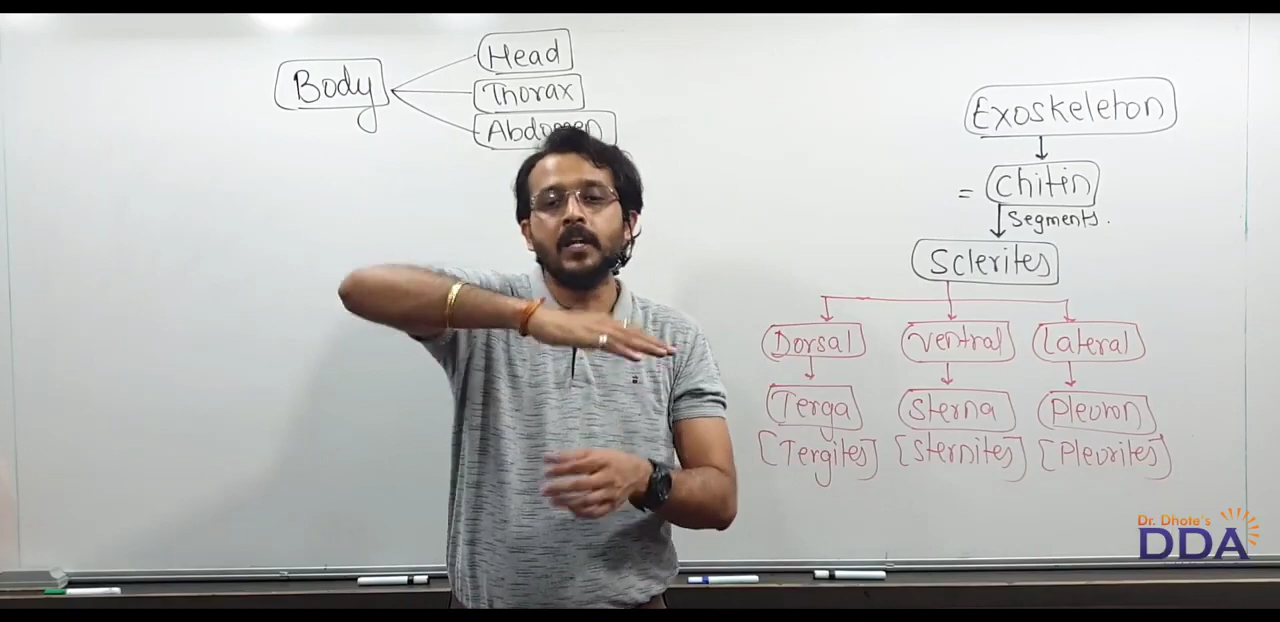 Body
Head
Thorax
Abdomen
Exoskeleton
= Chitin
Segments.
Sclerites
Dorsal Ventral Lateral
Terga Sterna Pleuron
[Tergites] [Sternites] [Pleurites]
Dr. Dhote's
DDA